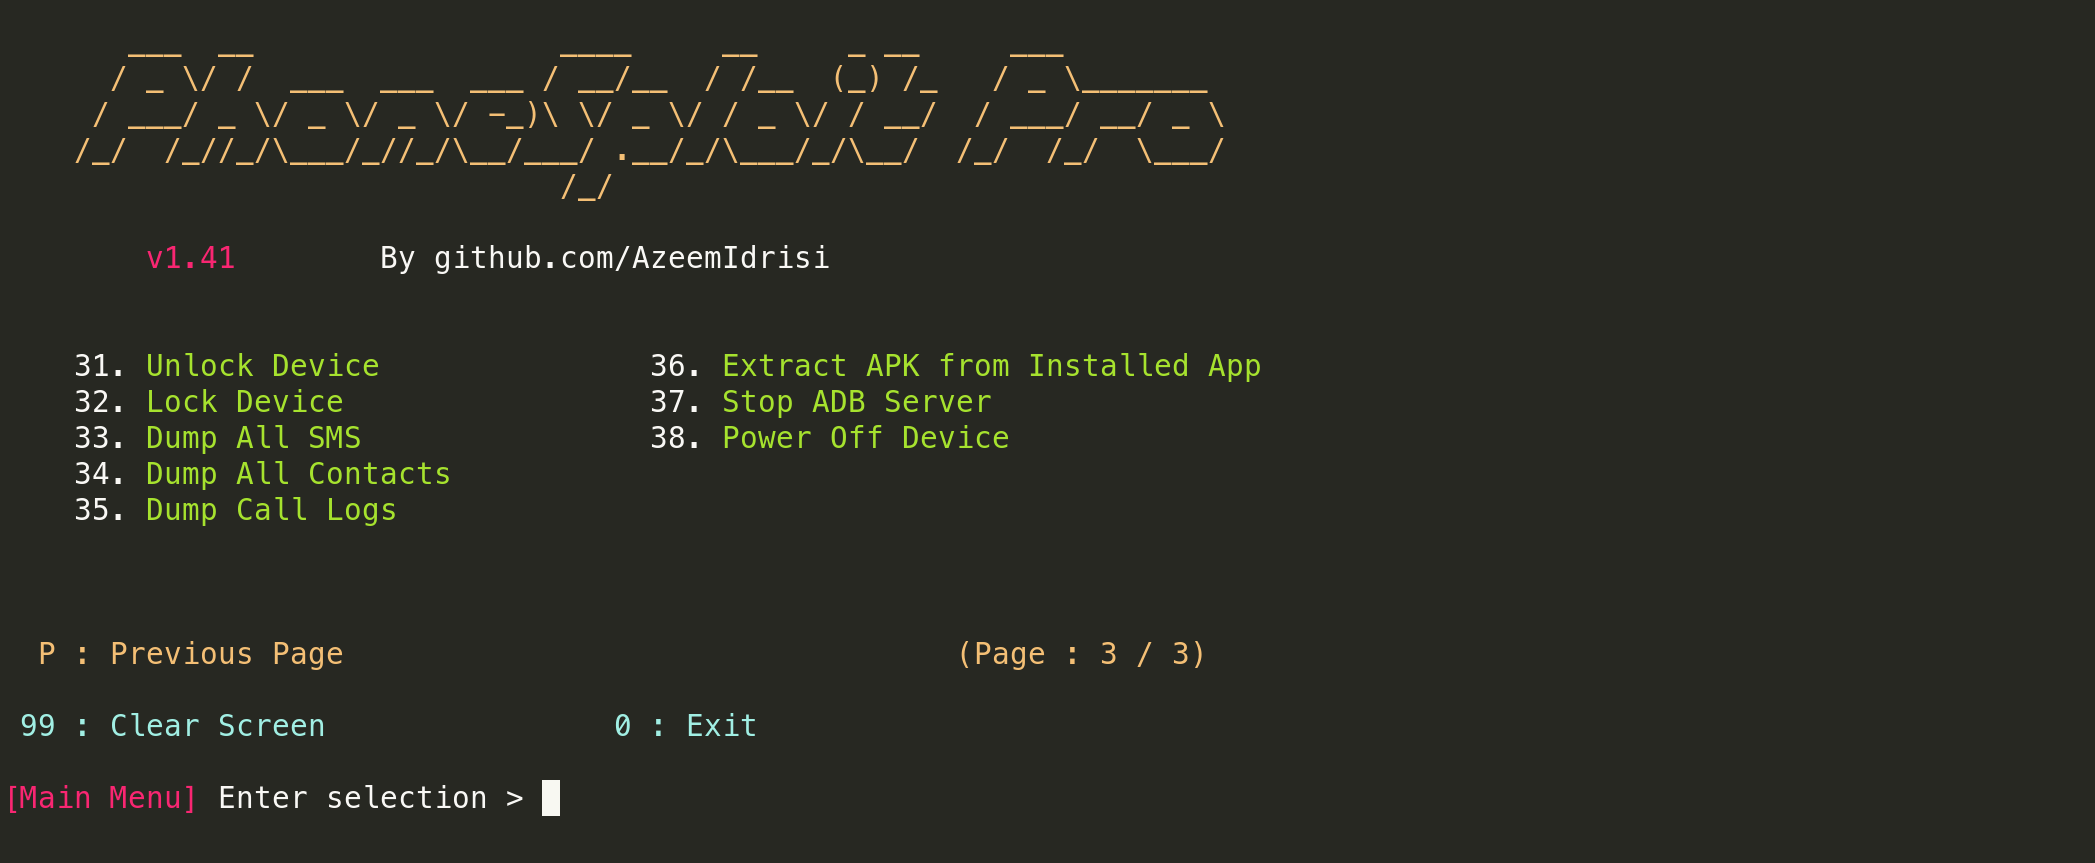 PhoneSploit Pro
v1.41 By github.com/AzeemIdrisi
31. Unlock Device 36. Extract APK from Installed App
32. Lock Device 37. Stop ADB Server
33. Dump All SMS 38. Power Off Device
34. Dump All Contacts
35. Dump Call Logs
P : Previous Page (Page : 3 / 3)
99 : Clear Screen 0 : Exit
[Main Menu] Enter selection >